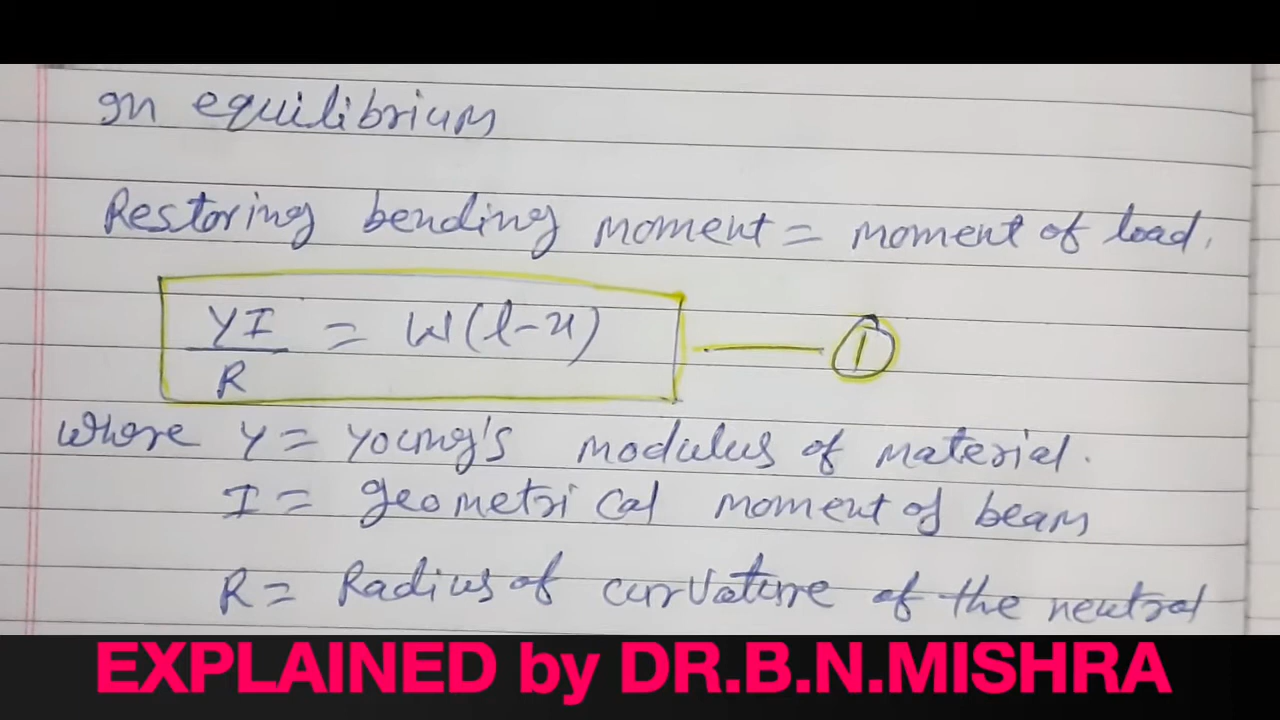 In equilibrium
Restoring bending moment = moment of load.
YI/R = W(l-x) —— ①
where Y = Young's modulus of material.
I = geometrical moment of beam
R = Radius of curvature of the neutral
EXPLAINED by DR.B.N.MISHRA